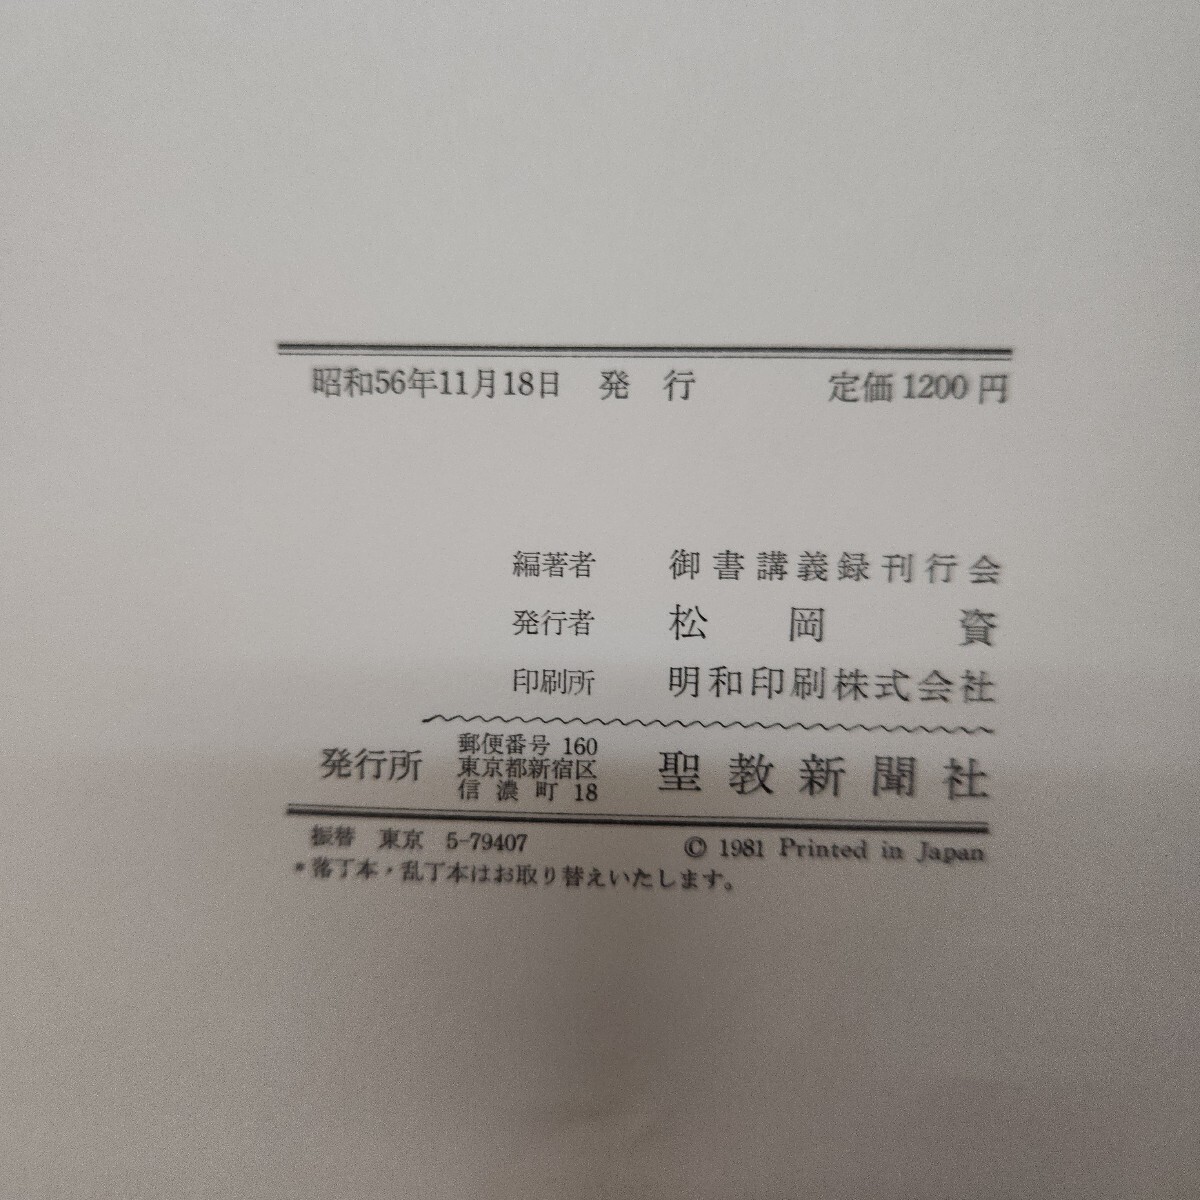 昭和56年11月18日 発行 定価1200円
編著者 御書講義録刊行会
発行者 松岡資
印刷所 明和印刷株式会社
発行所 郵便番号 160 聖教新聞社
東京都新宿区
信濃町 18
振替 東京 5-79407 © 1981 Printed in Japan
*落丁本・乱丁本はお取り替えいたします。